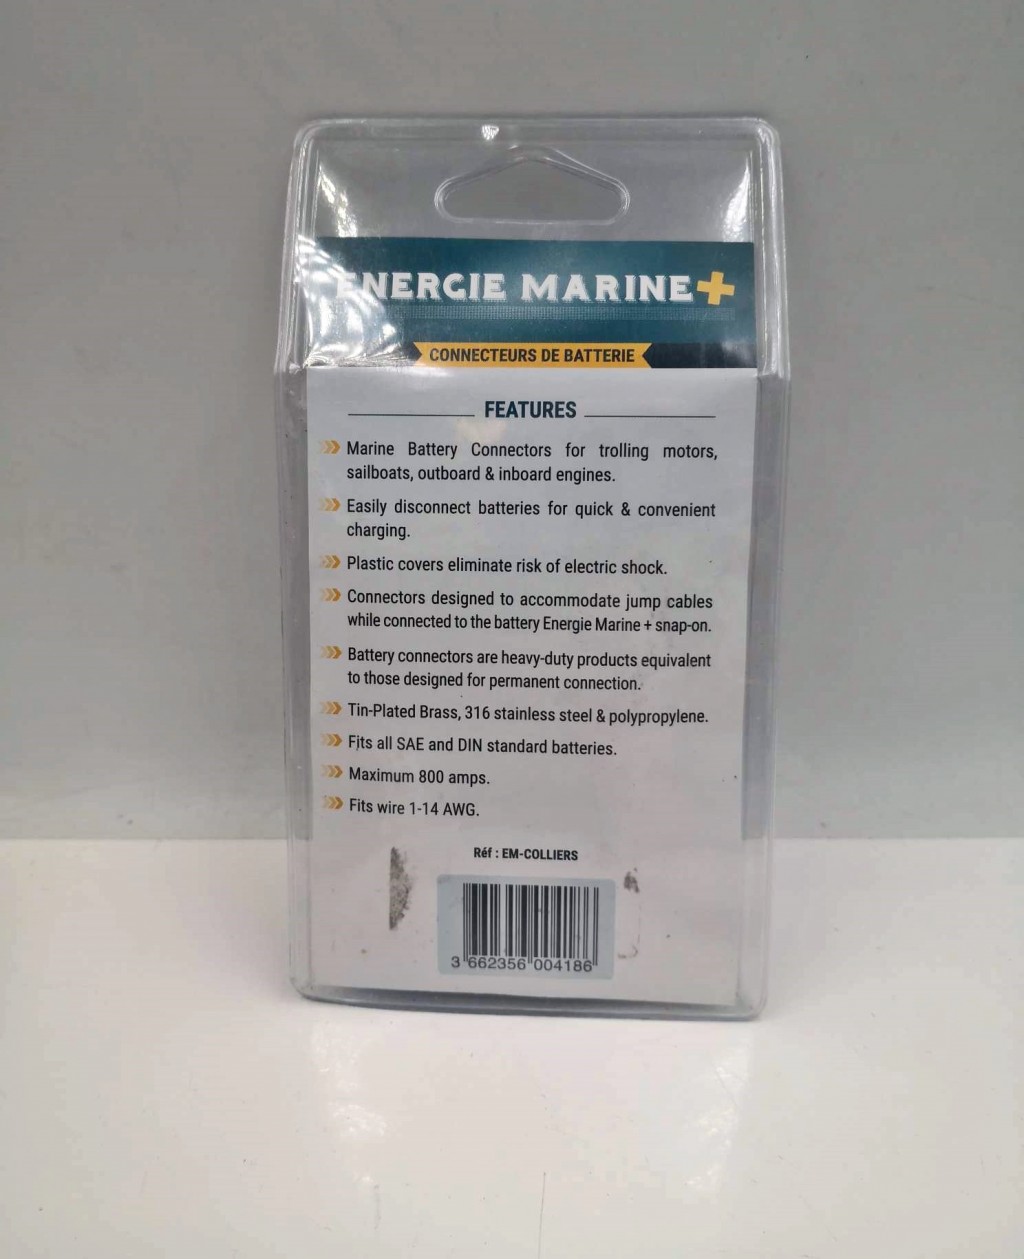 ENERGIE MARINE+
CONNECTEURS DE BATTERIE
FEATURES
Marine Battery Connectors for trolling motors,
sailboats, outboard & inboard engines.
Easily disconnect batteries for quick & convenient
charging.
Plastic covers eliminate risk of electric shock.
Connectors designed to accommodate jump cables
while connected to the battery Energie Marine + snap-on.
Battery connectors are heavy-duty products equivalent
to those designed for permanent connection.
Tin-Plated Brass, 316 stainless steel & polypropylene.
Fits all SAE and DIN standard batteries.
Maximum 800 amps.
Fits wire 1-14 AWG.
Réf : EM-COLLIERS
3 662356 004186